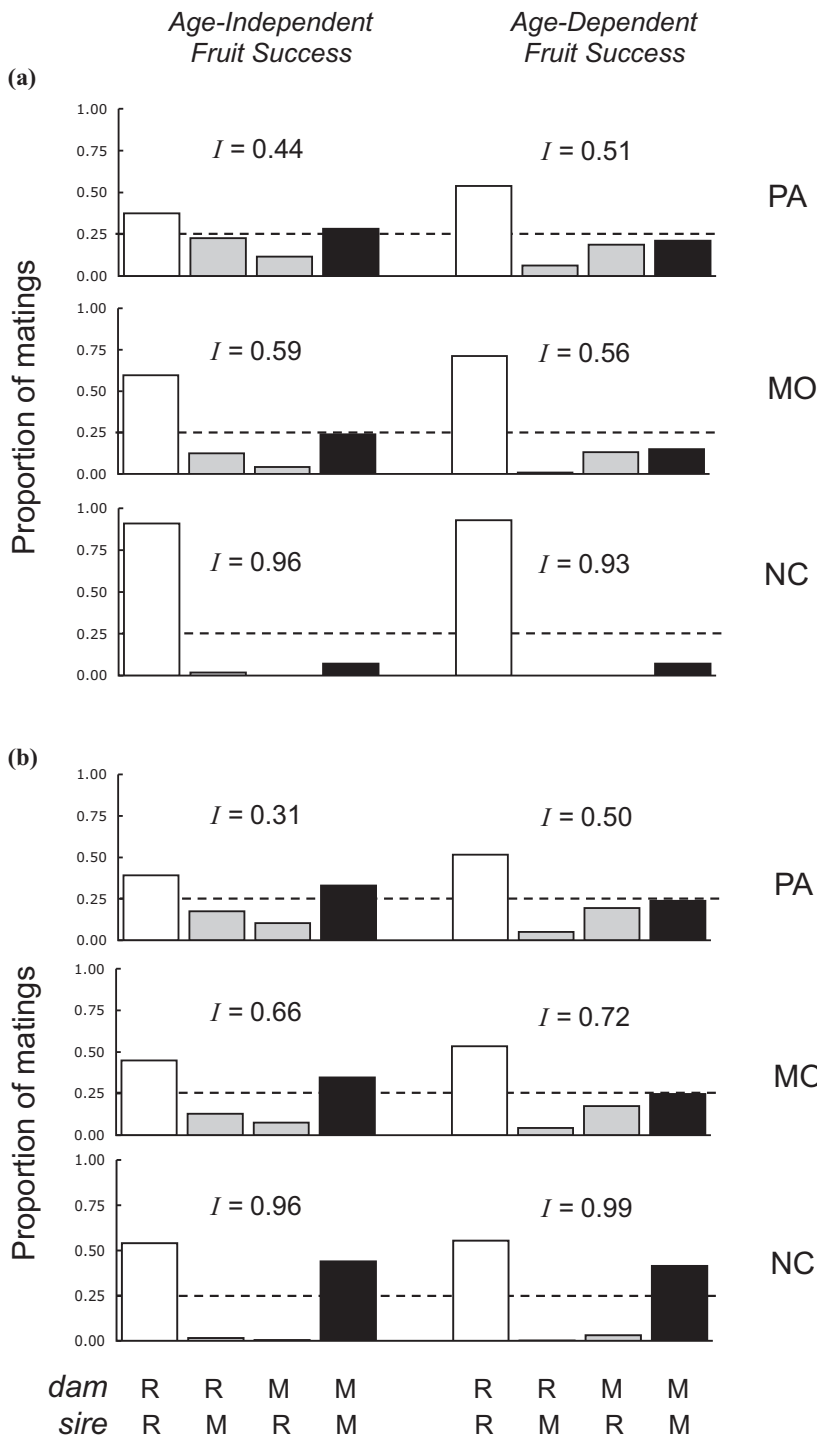 Age-Independent Fruit Success
Age-Dependent Fruit Success
(a)
Proportion of matings
1.00
0.75
0.50
0.25
0.00
I = 0.44
I = 0.51
PA
1.00
0.75
0.50
0.25
0.00
I = 0.59
I = 0.56
MO
1.00
0.75
0.50
0.25
0.00
I = 0.96
I = 0.93
NC
(b)
Proportion of matings
1.00
0.75
0.50
0.25
0.00
I = 0.31
I = 0.50
PA
1.00
0.75
0.50
0.25
0.00
I = 0.66
I = 0.72
MO
1.00
0.75
0.50
0.25
0.00
I = 0.96
I = 0.99
NC
dam R R M M R R M M
sire R M R M R M R M